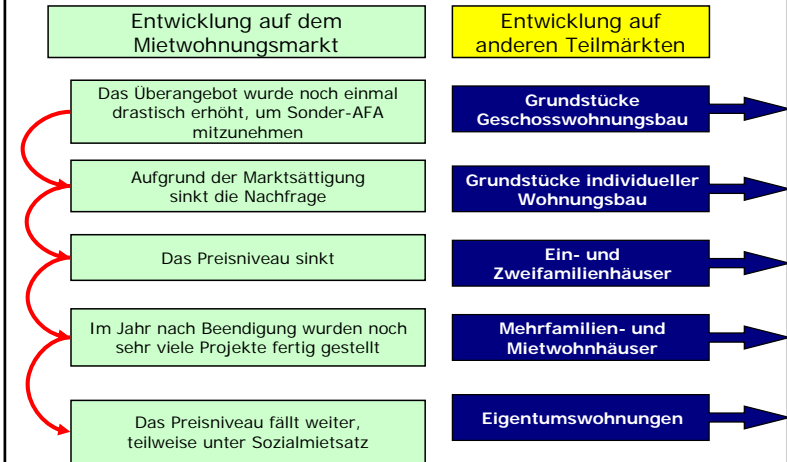 Entwicklung auf dem
Mietwohnungsmarkt
Entwicklung auf
anderen Teilmärkten
Das Überangebot wurde noch einmal
drastisch erhöht, um Sonder-AFA
mitzunehmen
Grundstücke
Geschosswohnungsbau
Aufgrund der Marktsättigung
sinkt die Nachfrage
Grundstücke individueller
Wohnungsbau
Das Preisniveau sinkt
Ein- und
Zweifamilienhäuser
Im Jahr nach Beendigung wurden noch
sehr viele Projekte fertig gestellt
Mehrfamilien- und
Mietwohnhäuser
Das Preisniveau fällt weiter,
teilweise unter Sozialmietsatz
Eigentumswohnungen